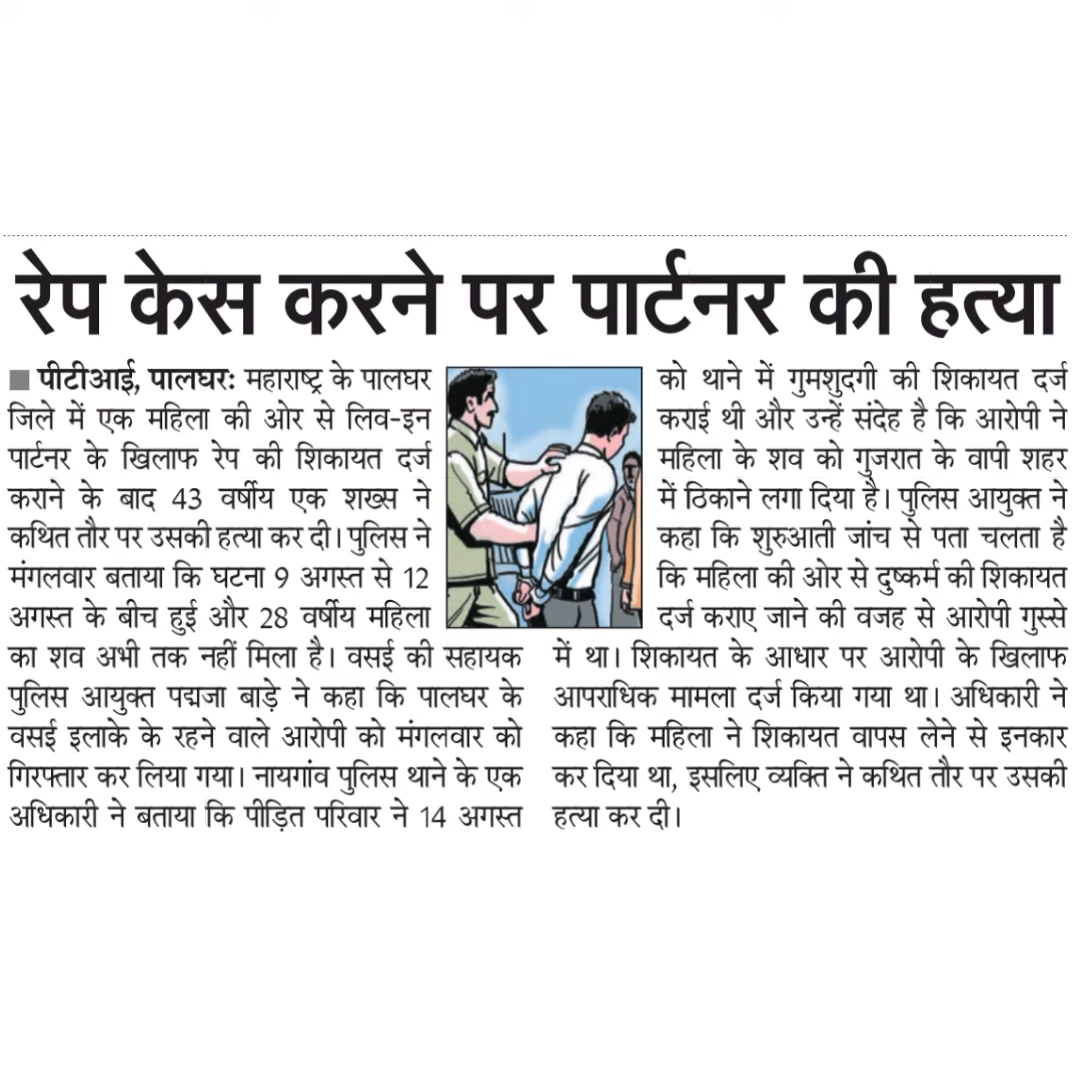 रेप केस करने पर पार्टनर की हत्या
■ पीटीआई, पालघर: महाराष्ट्र के पालघर
जिले में एक महिला की ओर से लिव-इन
पार्टनर के खिलाफ रेप की शिकायत दर्ज
कराने के बाद 43 वर्षीय एक शख्स ने
कथित तौर पर उसकी हत्या कर दी। पुलिस ने
मंगलवार बताया कि घटना 9 अगस्त से 12
अगस्त के बीच हुई और 28 वर्षीय महिला
का शव अभी तक नहीं मिला है। वसई की सहायक
पुलिस आयुक्त पद्मजा बाड़े ने कहा कि पालघर के
वसई इलाके के रहने वाले आरोपी को मंगलवार को
गिरफ्तार कर लिया गया। नायगांव पुलिस थाने के एक
अधिकारी ने बताया कि पीड़ित परिवार ने 14 अगस्त
को थाने में गुमशुदगी की शिकायत दर्ज
कराई थी और उन्हें संदेह है कि आरोपी ने
महिला के शव को गुजरात के वापी शहर
में ठिकाने लगा दिया है। पुलिस आयुक्त ने
कहा कि शुरुआती जांच से पता चलता है
कि महिला की ओर से दुष्कर्म की शिकायत
दर्ज कराए जाने की वजह से आरोपी गुस्से
में था। शिकायत के आधार पर आरोपी के खिलाफ
आपराधिक मामला दर्ज किया गया था। अधिकारी ने
कहा कि महिला ने शिकायत वापस लेने से इनकार
कर दिया था, इसलिए व्यक्ति ने कथित तौर पर उसकी
हत्या कर दी।